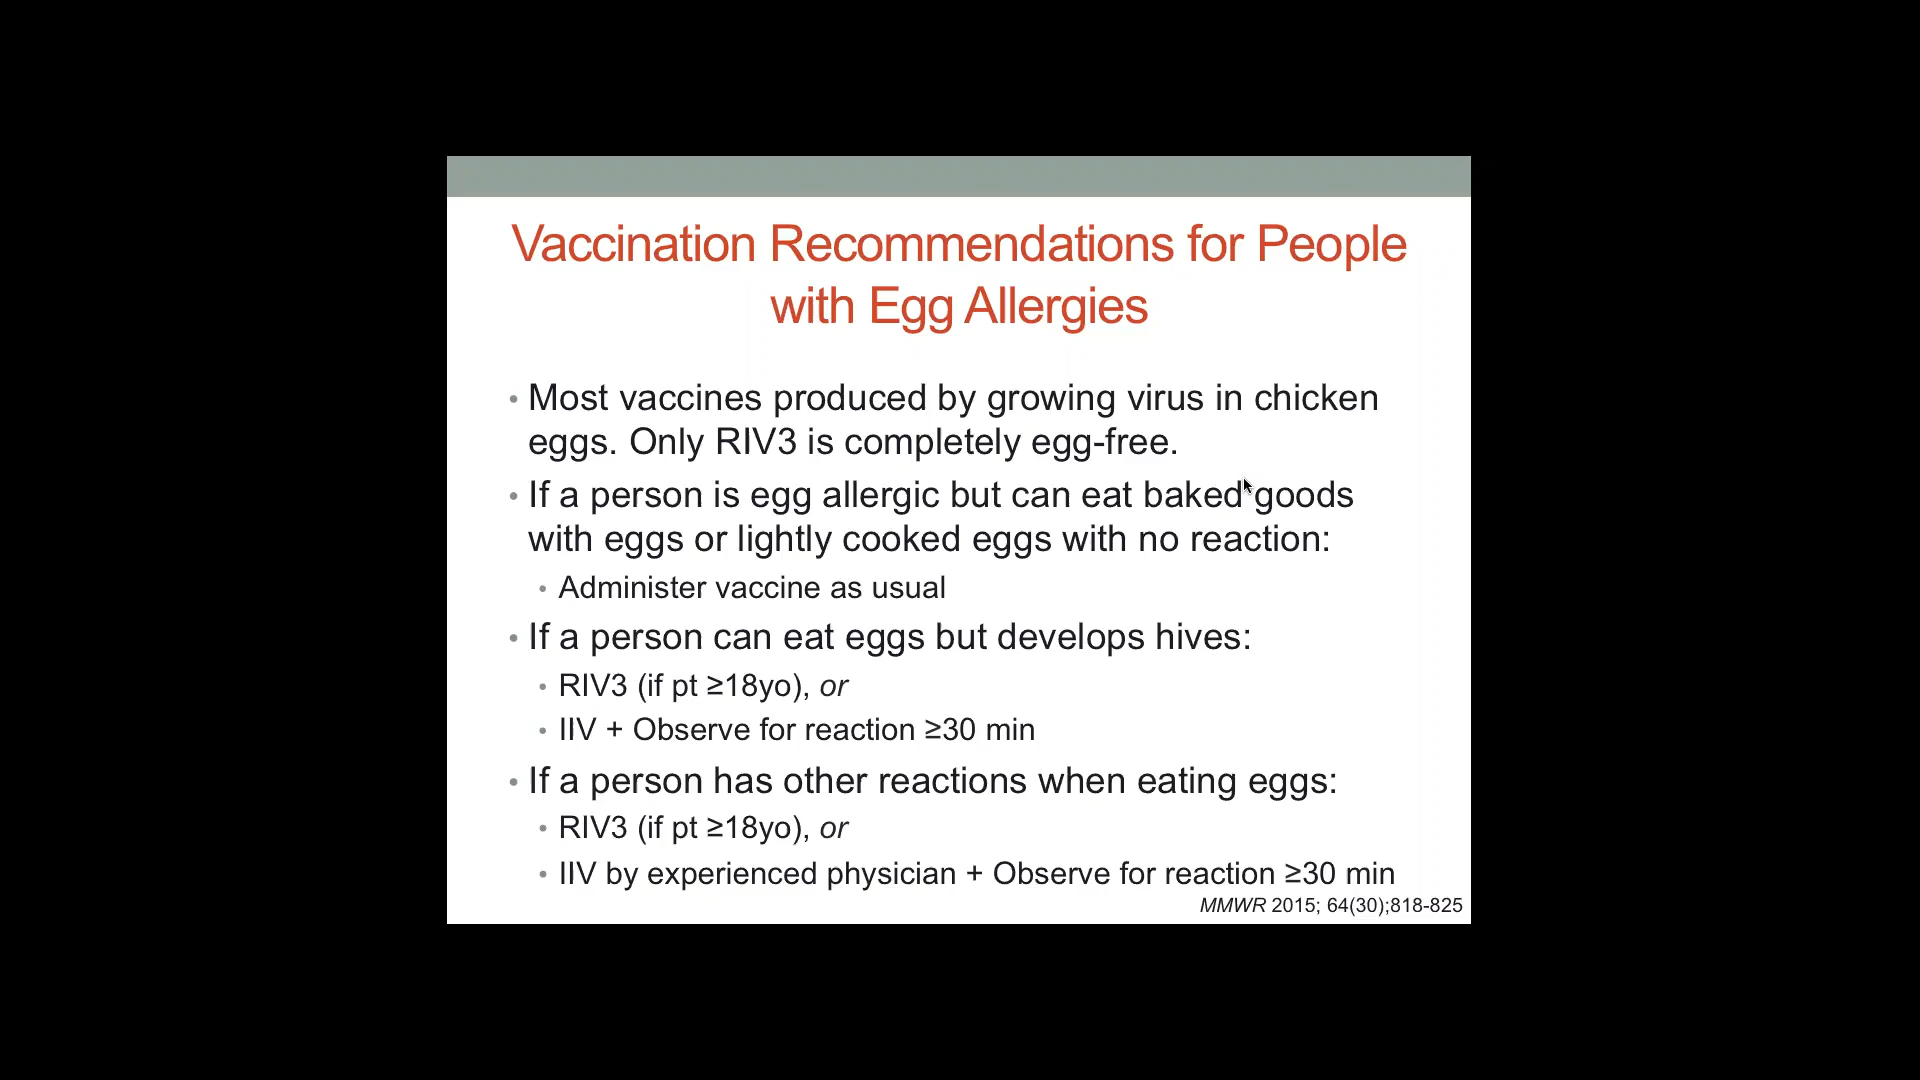 Vaccination Recommendations for People
with Egg Allergies
• Most vaccines produced by growing virus in chicken
eggs. Only RIV3 is completely egg-free.
• If a person is egg allergic but can eat baked goods
with eggs or lightly cooked eggs with no reaction:
• Administer vaccine as usual
• If a person can eat eggs but develops hives:
• RIV3 (if pt ≥18yo), or
• IIV + Observe for reaction ≥30 min
• If a person has other reactions when eating eggs:
• RIV3 (if pt ≥18yo), or
• IIV by experienced physician + Observe for reaction ≥30 min
MMWR 2015; 64(30);818-825